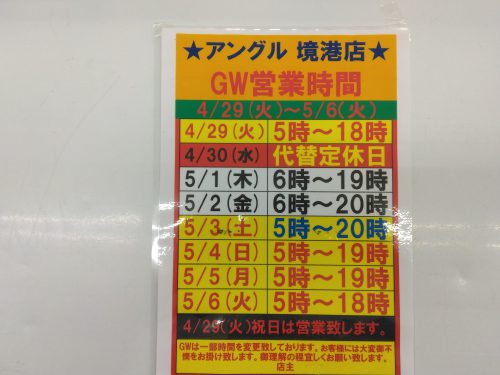 ★アングル 境港店★
GW営業時間
4/29(火)～5/6(火)
4/29(火) 5時～18時
4/30(水) 代替定休日
5/1(木) 6時～19時
5/2(金) 6時～20時
5/3(土) 5時～20時
5/4(日) 5時～19時
5/5(月) 5時～19時
5/6(火) 5時～18時
4/29(火)祝日は営業致します。
GWは一部時間を変更致しております。お客様には大変御不
便をお掛け致します。御理解の程宜しくお願い致します。
店主